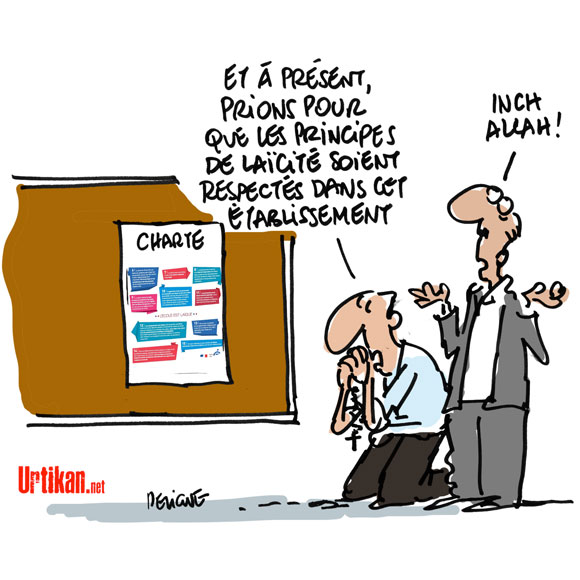 ET À PRÉSENT,
PRIONS POUR
QUE LES PRINCIPES
DE LAÏCITÉ SOIENT
RESPECTÉS DANS CET
ÉTABLISSEMENT
INCH
ALLAH!
CHARTE
Urtikan.net
DELIGNE